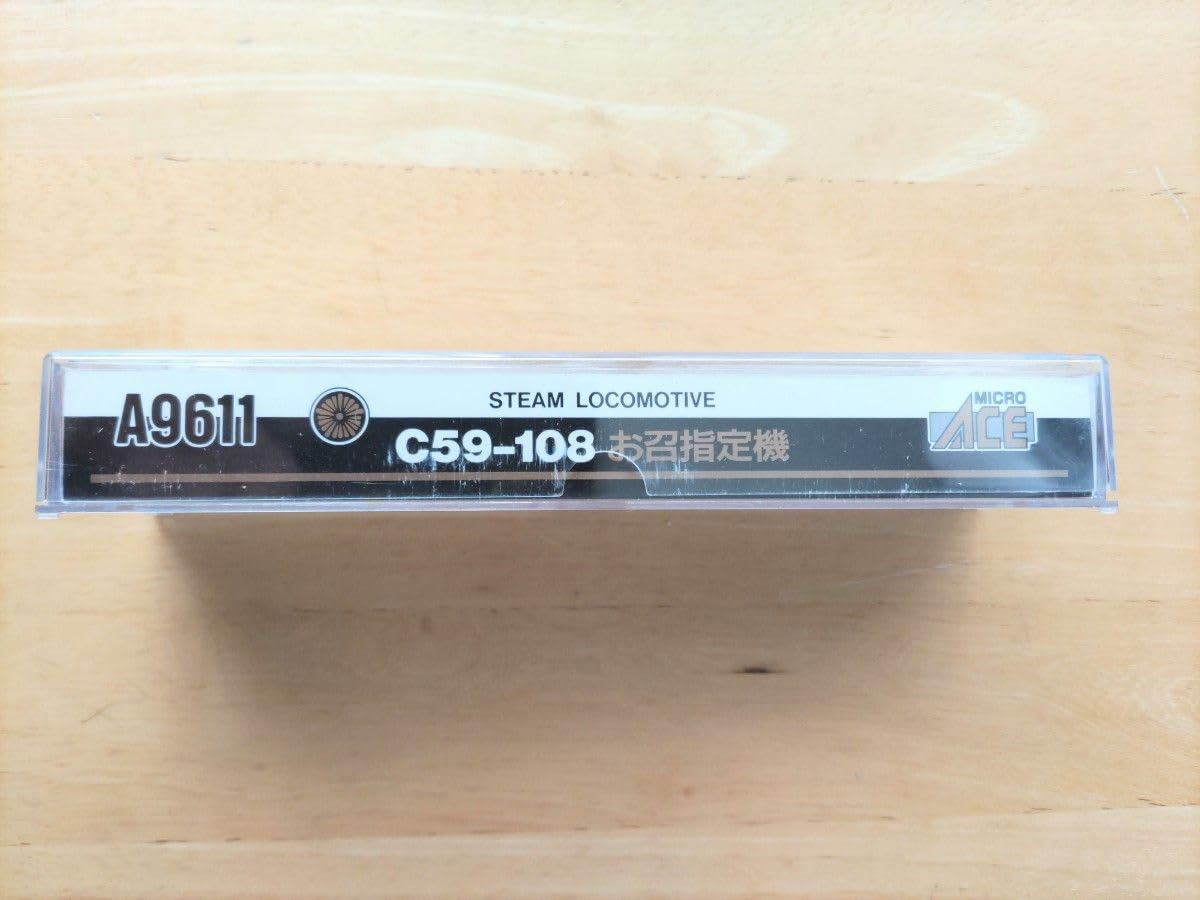 A9611
STEAM LOCOMOTIVE
C59-108 お召指定機
MICRO
ACE